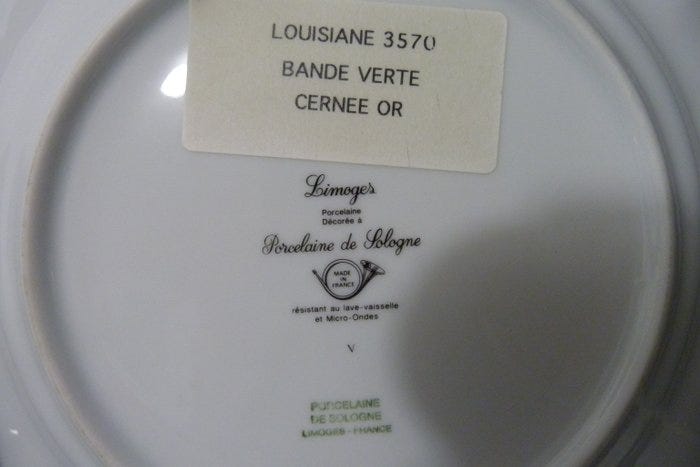 LOUISIANE 3570
BANDE VERTE
CERNEE OR
Limoges
Porcelaine
Décorée à
Porcelaine de Sologne
MADE
IN
FRANCE
résistant au lave-vaisselle
et Micro-Ondes
V
PORCELAINE
DE SOLOGNE
LIMOGES - FRANCE